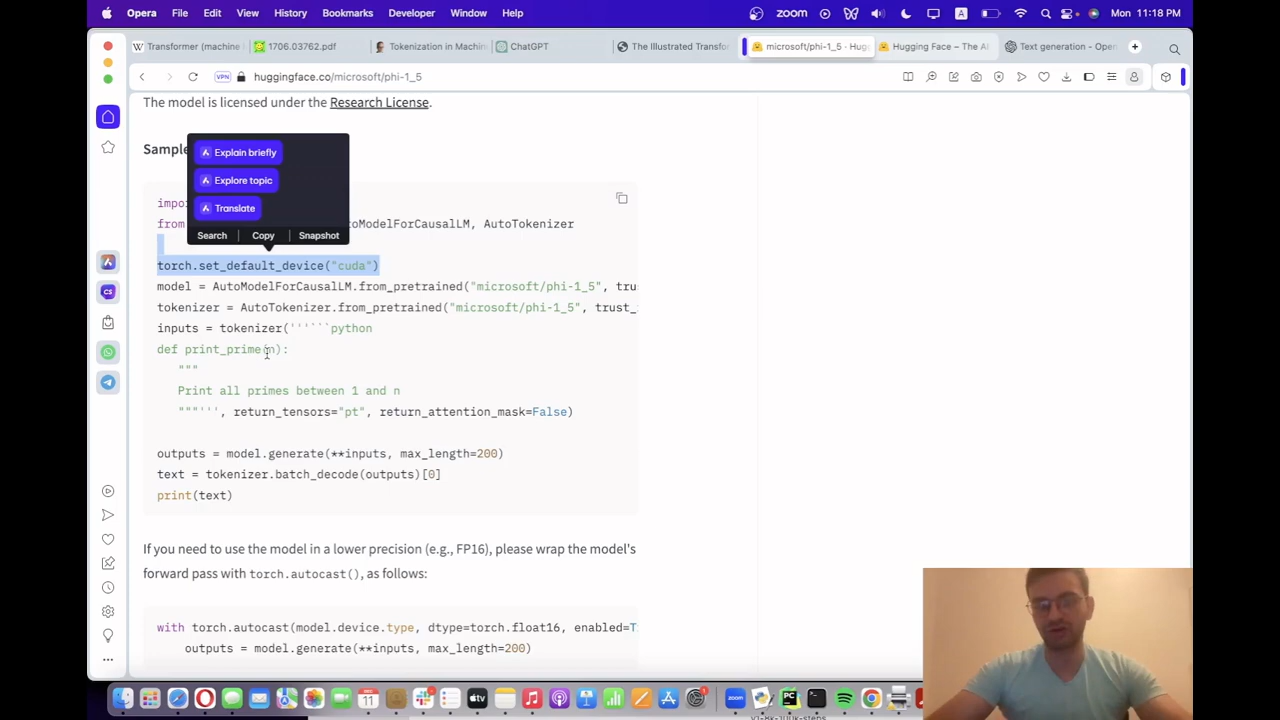 Opera File Edit View History Bookmarks Developer Window Help
zoom A Mon 11:18 PM
Transformer (machine
1706.03762.pdf
Tokenization in Machin
ChatGPT
The Illustrated Transfor
microsoft/phi-1_5 - Hugg
Hugging Face – The AI
Text generation - Open
VPN huggingface.co/microsoft/phi-1_5
The model is licensed under the Research License.
Sample
Explain briefly
Explore topic
Translate
Search Copy Snapshot
impor
from toModelForCausalLM, AutoTokenizer
torch.set_default_device("cuda")
model = AutoModelForCausalLM.from_pretrained("microsoft/phi-1_5", trus
tokenizer = AutoTokenizer.from_pretrained("microsoft/phi-1_5", trust_
inputs = tokenizer('''```python
def print_prime(n):
"""
Print all primes between 1 and n
"""''', return_tensors="pt", return_attention_mask=False)
outputs = model.generate(**inputs, max_length=200)
text = tokenizer.batch_decode(outputs)[0]
print(text)
If you need to use the model in a lower precision (e.g., FP16), please wrap the model's
forward pass with torch.autocast(), as follows:
with torch.autocast(model.device.type, dtype=torch.float16, enabled=T
outputs = model.generate(**inputs, max_length=200)